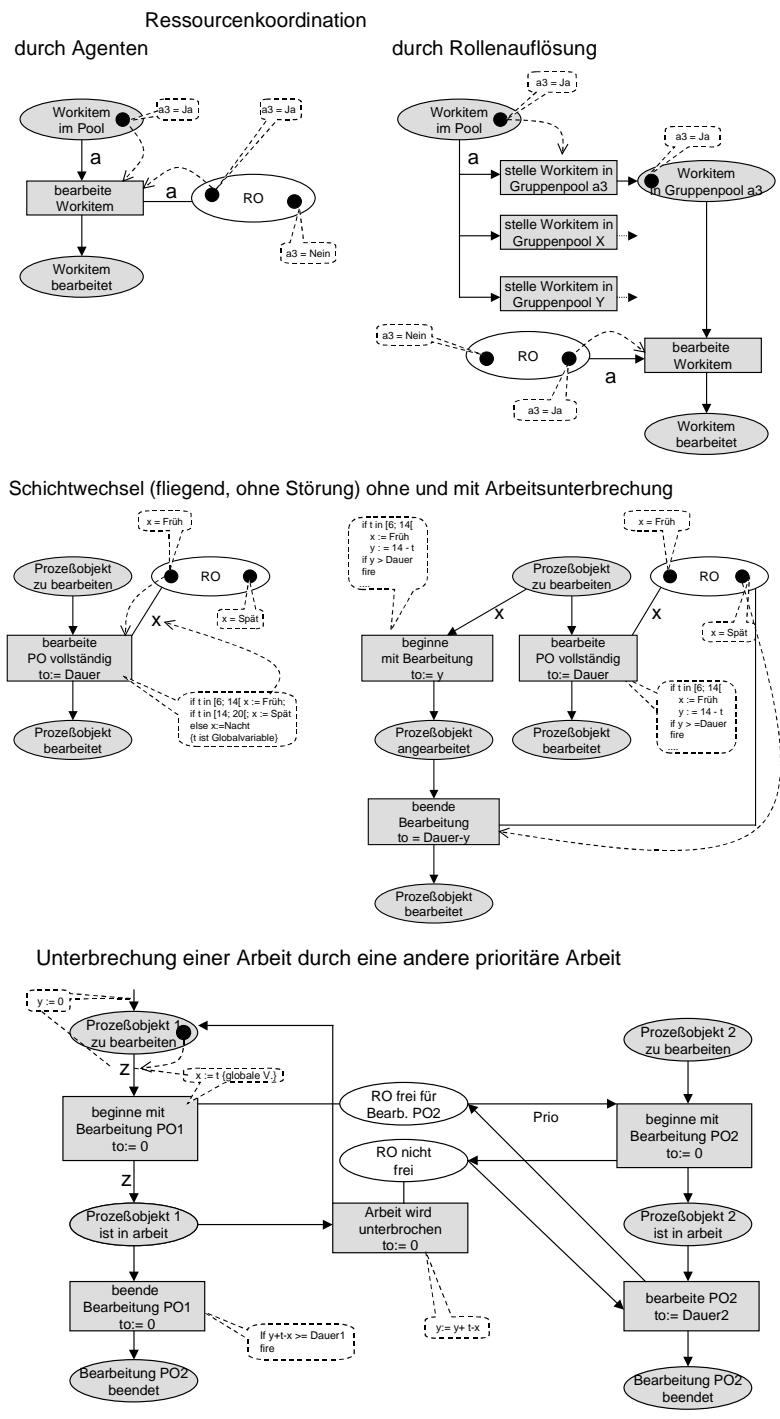 Ressourcenkoordination
durch Agenten
durch Rollenauflösung
Workitem
im Pool
a3 = Ja
a3 = Ja
a
bearbeite
Workitem
a
RO
a3 = Nein
Workitem
bearbeitet
Workitem
im Pool
a3 = Ja
a
stelle Workitem in
Gruppenpool a3
a3 = Ja
Workitem
in Gruppenpool a3
stelle Workitem in
Gruppenpool X
stelle Workitem in
Gruppenpool Y
a3 = Nein
RO
a
a3 = Ja
bearbeite
Workitem
Workitem
bearbeitet
Schichtwechsel (fliegend, ohne Störung) ohne und mit Arbeitsunterbrechung
x = Früh
Prozeßobjekt
zu bearbeiten
RO
x = Spät
x
bearbeite
PO vollständig
to:= Dauer
if t in [6; 14[ x := Früh;
if t in [14; 20[; x := Spät
else x:=Nacht
{t ist Globalvariable}
Prozeßobjekt
bearbeitet
if t in [6; 14[
x := Früh
y : = 14 - t
if y > Dauer
fire
....
x = Früh
Prozeßobjekt
zu bearbeiten
RO
x
x
x = Spät
beginne
mit Bearbeitung
to:= y
bearbeite
PO vollständig
to:= Dauer
if t in [6; 14[
x := Früh
y : = 14 - t
if y > =Dauer
fire
....
Prozeßobjekt
angearbeitet
Prozeßobjekt
bearbeitet
beende
Bearbeitung
to = Dauer-y
Prozeßobjekt
bearbeitet
Unterbrechung einer Arbeit durch eine andere prioritäre Arbeit
y := 0
Prozeßobjekt 1
zu bearbeiten
z
x := t {globale V.}
beginne mit
Bearbeitung PO1
to:= 0
z
Prozeßobjekt 1
ist in arbeit
beende
Bearbeitung PO1
to:= 0
If y+t-x >= Dauer1
fire
Bearbeitung PO2
beendet
RO frei für
Bearb. PO2
Prio
RO nicht
frei
Arbeit wird
unterbrochen
to:= 0
y:= y+ t-x
Prozeßobjekt 2
zu bearbeiten
beginne mit
Bearbeitung PO2
to:= 0
Prozeßobjekt 2
ist in arbeit
bearbeite PO2
to:= Dauer2
Bearbeitung PO2
beendet